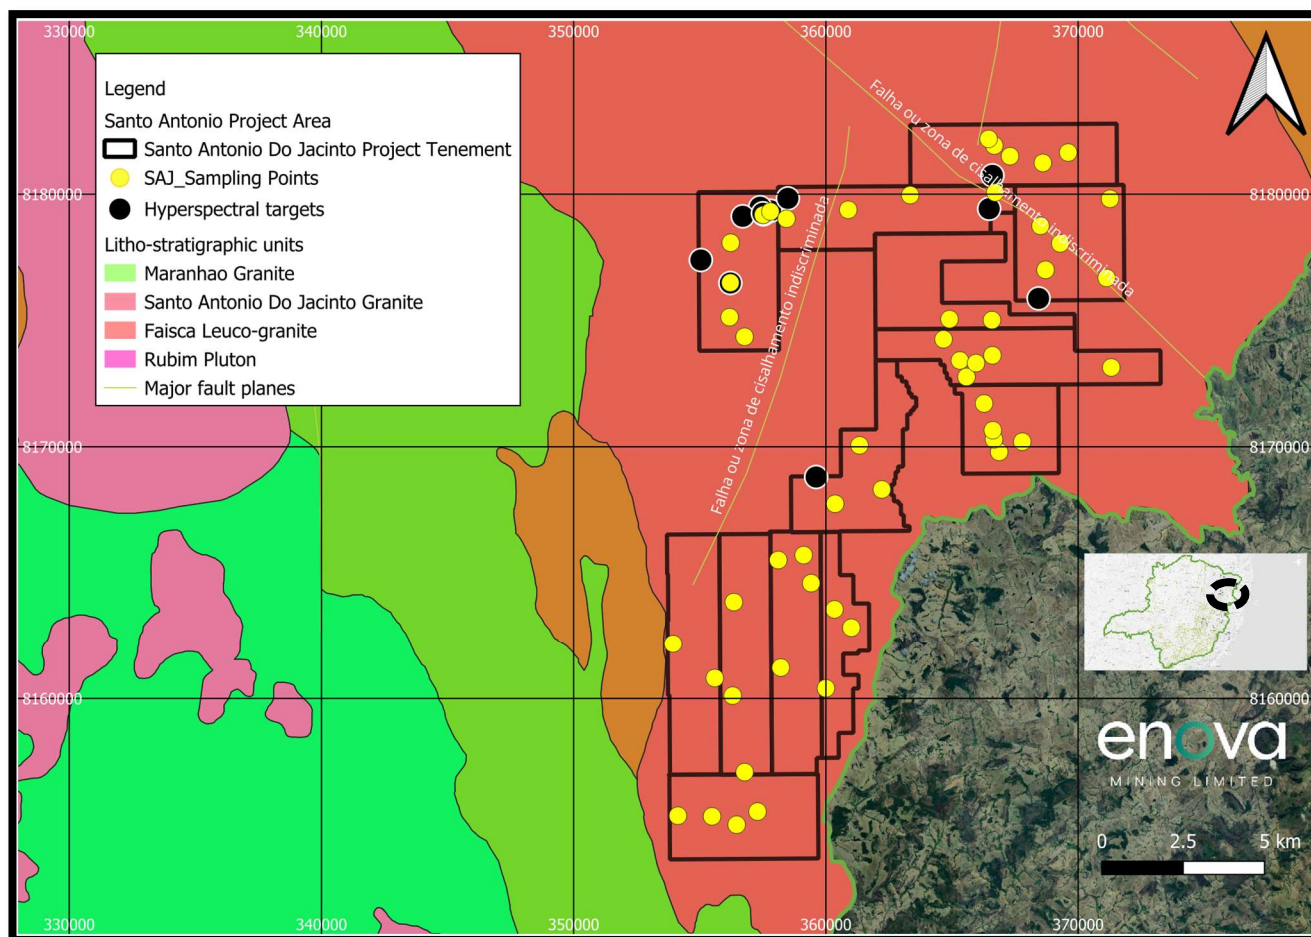 330000
340000
350000
360000
370000
Legend
Santo Antonio Project Area
Santo Antonio Do Jacinto Project Tenement
SAJ_Sampling Points
Hyperspectral targets
Litho-stratigraphic units
Maranhao Granite
Santo Antonio Do Jacinto Granite
Faisca Leuco-granite
Rubim Pluton
Major fault planes
Falha ou zona de cisalhamento indiscriminada
Falha ou zona de cisalhamento indiscriminada
8180000
8180000
8170000
8170000
8160000
8160000
enova
MINING LIMITED
0 2.5 5 km
330000
340000
350000
360000
370000